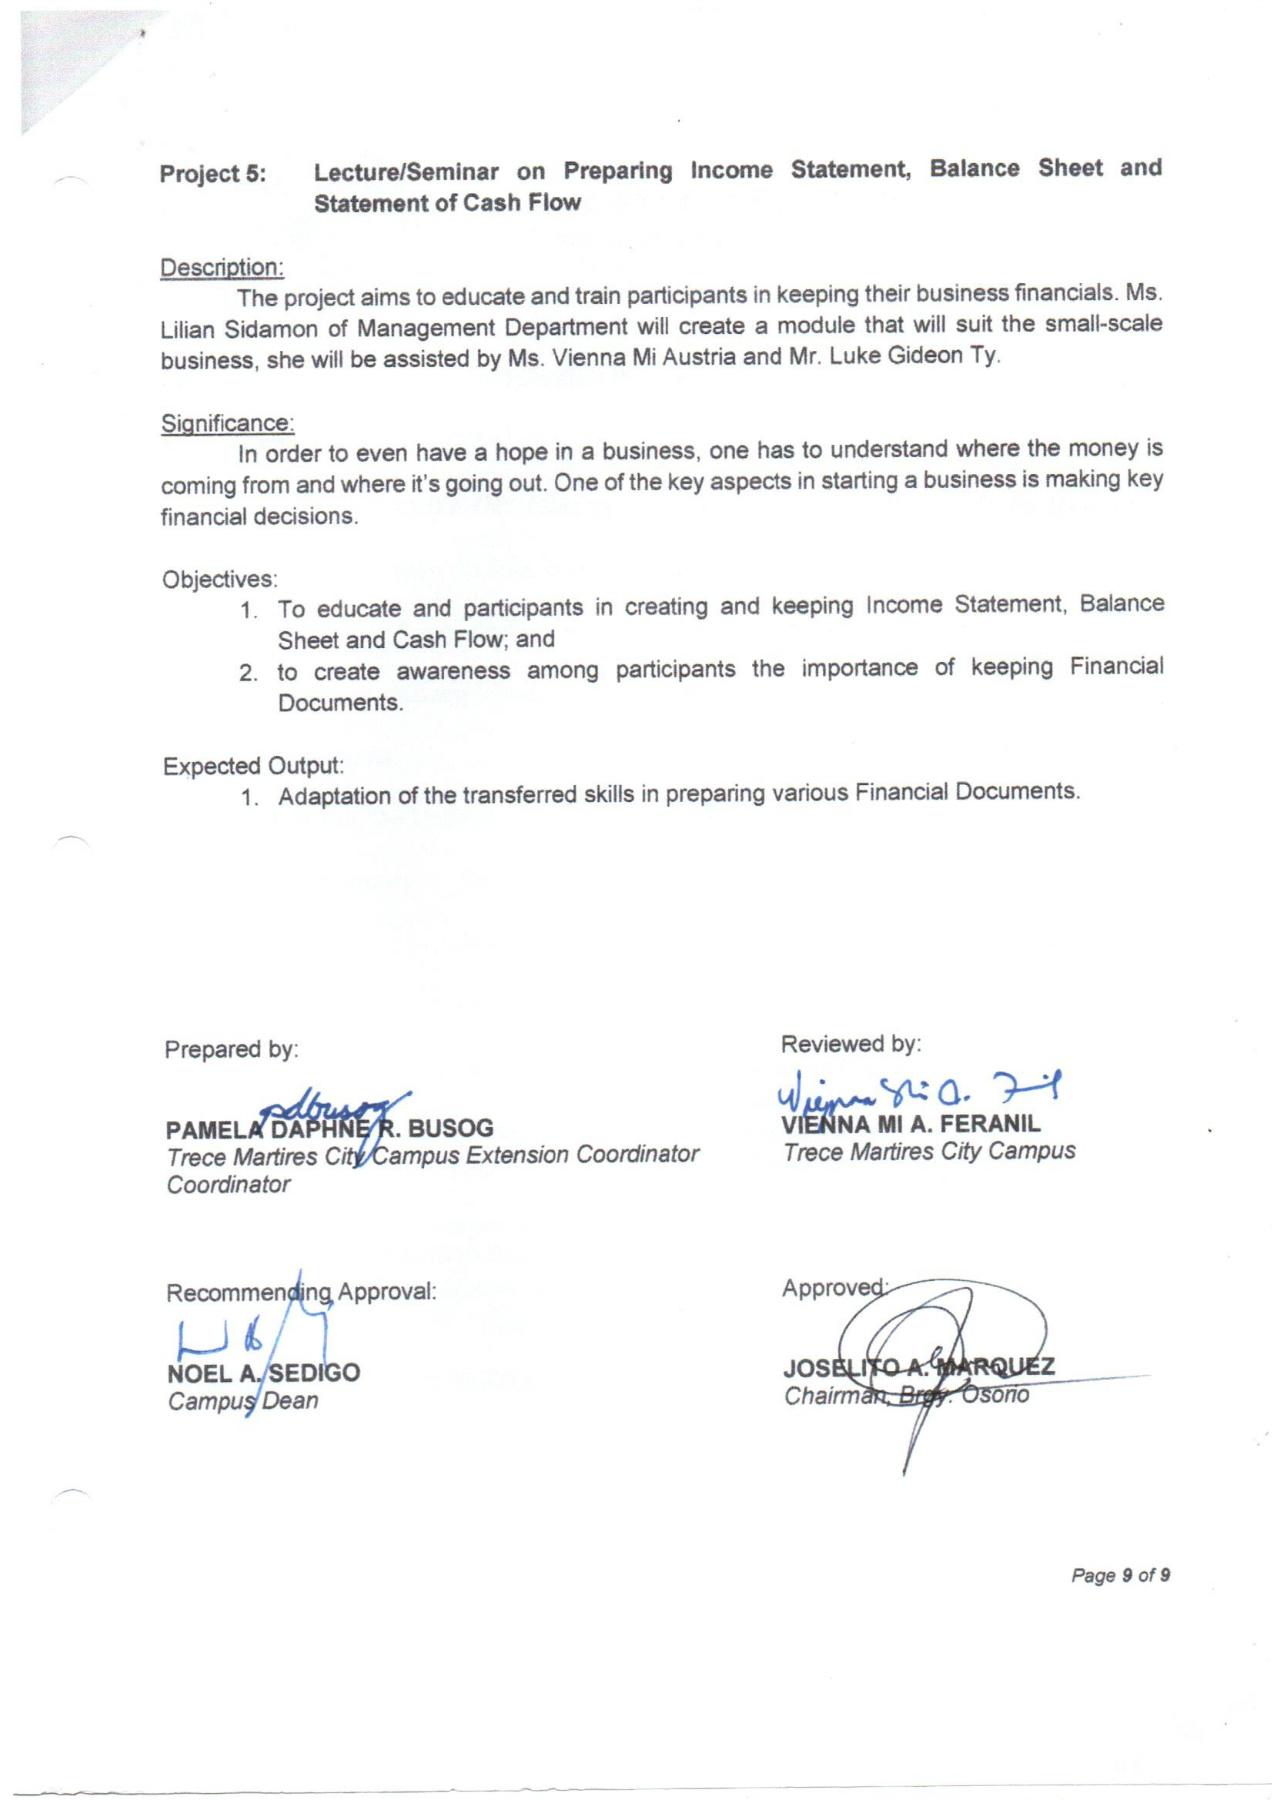 Project 5: Lecture/Seminar on Preparing Income Statement, Balance Sheet and
Statement of Cash Flow
Description:
The project aims to educate and train participants in keeping their business financials. Ms.
Lilian Sidamon of Management Department will create a module that will suit the small-scale
business, she will be assisted by Ms. Vienna Mi Austria and Mr. Luke Gideon Ty.
Significance:
In order to even have a hope in a business, one has to understand where the money is
coming from and where it's going out. One of the key aspects in starting a business is making key
financial decisions.
Objectives:
1. To educate and participants in creating and keeping Income Statement, Balance
Sheet and Cash Flow; and
2. to create awareness among participants the importance of keeping Financial
Documents.
Expected Output:
1. Adaptation of the transferred skills in preparing various Financial Documents.
Prepared by:
pdbusog
PAMELA DAPHNE R. BUSOG
Trece Martires City Campus Extension Coordinator
Coordinator
Reviewed by:
VIENNA MI A. FERANIL
Trece Martires City Campus
Recommending Approval:
NOEL A. SEDIGO
Campus Dean
Approved:
JOSELITO A. MARQUEZ
Chairman, Brgy. Osorio
Page 9 of 9